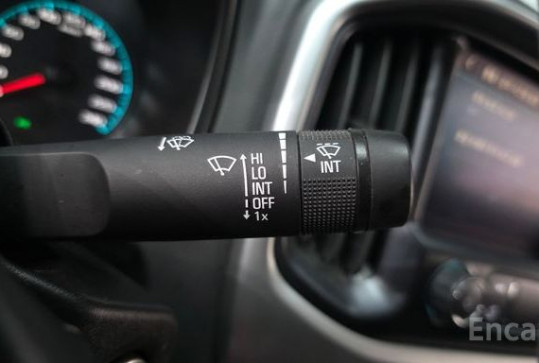 HI
LO
INT
OFF
1x
INT
Enca